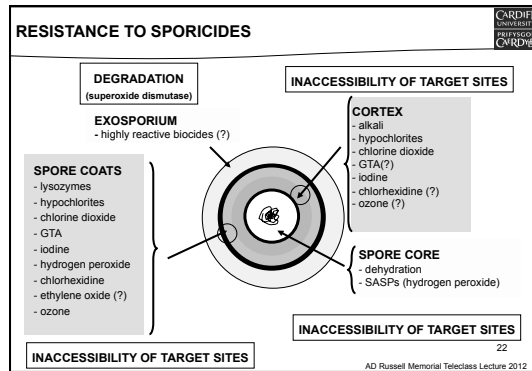 RESISTANCE TO SPORICIDES
CARDIFF
UNIVERSITY
PRIFYSGOL
CAERDYDD
DEGRADATION
(superoxide dismutase)
EXOSPORIUM
- highly reactive biocides (?)
INACCESSIBILITY OF TARGET SITES
CORTEX
- alkali
- hypochlorites
- chlorine dioxide
- GTA(?)
- iodine
- chlorhexidine (?)
- ozone (?)
SPORE COATS
- lysozymes
- hypochlorites
- chlorine dioxide
- GTA
- iodine
- hydrogen peroxide
- chlorhexidine
- ethylene oxide (?)
- ozone
SPORE CORE
- dehydration
- SASPs (hydrogen peroxide)
INACCESSIBILITY OF TARGET SITES
INACCESSIBILITY OF TARGET SITES
22
AD Russell Memorial Teleclass Lecture 2012